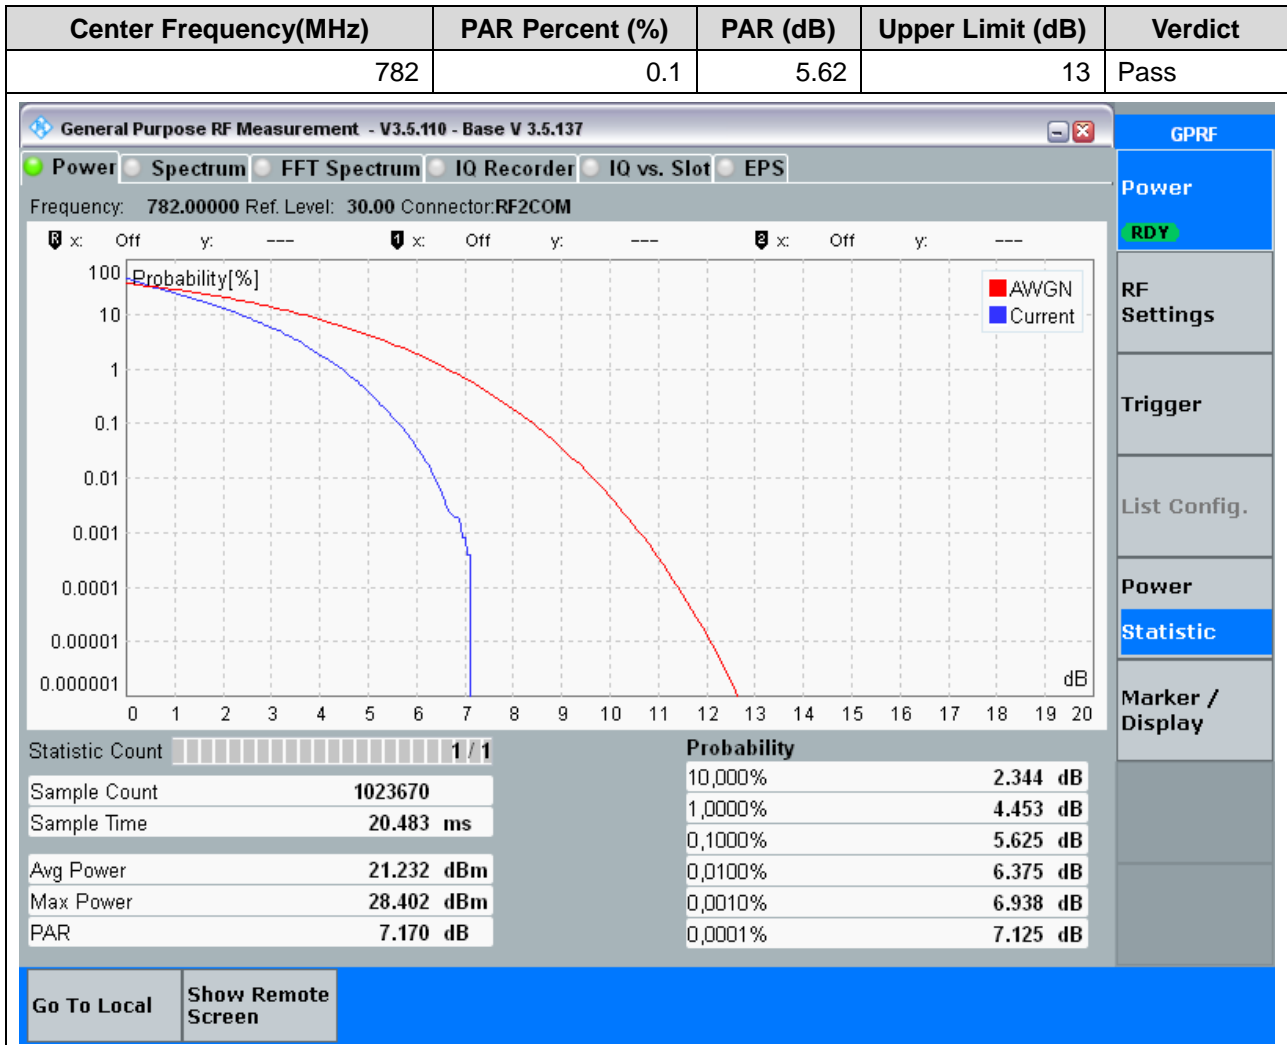 Center Frequency(MHz) PAR Percent (%) PAR (dB) Upper Limit (dB) Verdict
782 0.1 5.62 13 Pass
General Purpose RF Measurement - V3.5.110 - Base V 3.5.137
GPRF
Power Spectrum FFT Spectrum IQ Recorder IQ vs. Slot EPS
Power
RDY
Frequency: 782.00000 Ref. Level: 30.00 Connector:RF2COM
R x: Off y: --- 1 x: Off y: --- 2 x: Off y: ---
Probability[%]
AWGN
Current
100
10
1
0.1
0.01
0.001
0.0001
0.00001
0.000001
dB
0 1 2 3 4 5 6 7 8 9 10 11 12 13 14 15 16 17 18 19 20
RF
Settings
Trigger
List Config.
Power
Statistic
Marker /
Display
Statistic Count 1 / 1
Sample Count 1023670
Sample Time 20.483 ms
Avg Power 21.232 dBm
Max Power 28.402 dBm
PAR 7.170 dB
Probability
10,000% 2.344 dB
1,0000% 4.453 dB
0,1000% 5.625 dB
0,0100% 6.375 dB
0,0010% 6.938 dB
0,0001% 7.125 dB
Go To Local
Show Remote
Screen